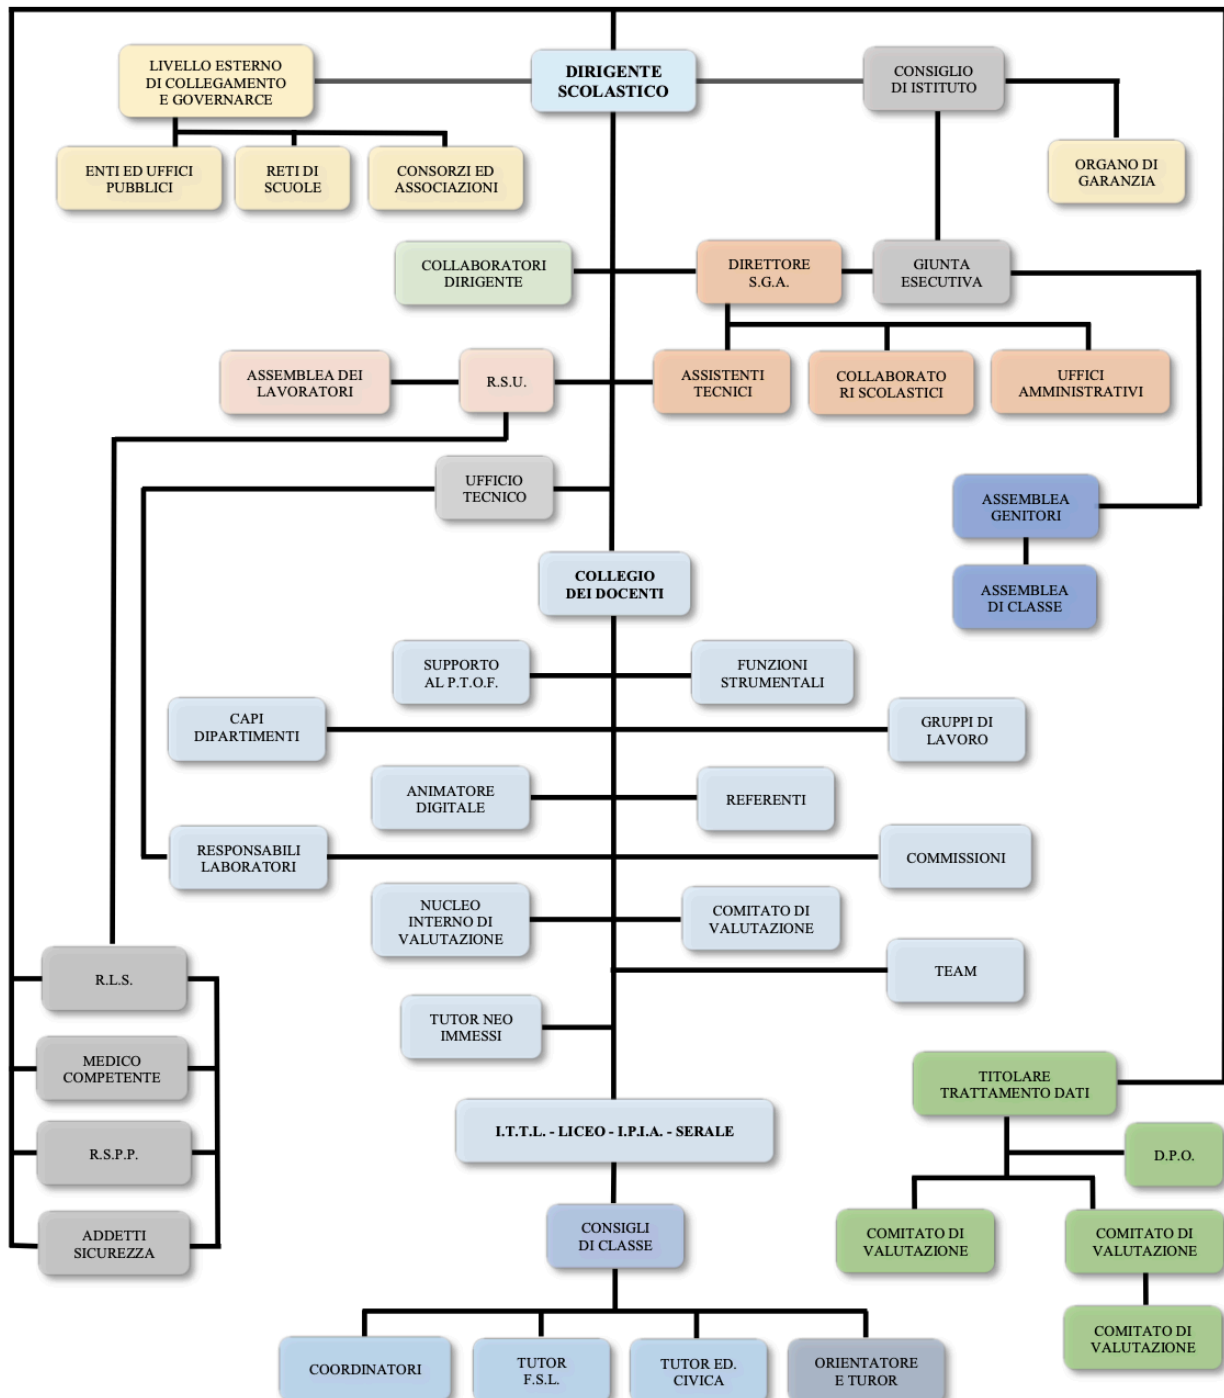 LIVELLO ESTERNO
DI COLLEGAMENTO
E GOVERNARCE
DIRIGENTE
SCOLASTICO
CONSIGLIO
DI ISTITUTO
ENTI ED UFFICI
PUBBLICI
RETI DI
SCUOLE
CONSORZI ED
ASSOCIAZIONI
ORGANO DI
GARANZIA
COLLABORATORI
DIRIGENTE
DIRETTORE
S.G.A.
GIUNTA
ESECUTIVA
ASSEMBLEA DEI
LAVORATORI
R.S.U.
ASSISTENTI
TECNICI
COLLABORATO
RI SCOLASTICI
UFFICI
AMMINISTRATIVI
UFFICIO
TECNICO
ASSEMBLEA
GENITORI
COLLEGIO
DEI DOCENTI
ASSEMBLEA
DI CLASSE
SUPPORTO
AL P.T.O.F.
FUNZIONI
STRUMENTALI
CAPI
DIPARTIMENTI
GRUPPI DI
LAVORO
ANIMATORE
DIGITALE
REFERENTI
RESPONSABILI
LABORATORI
COMMISSIONI
NUCLEO
INTERNO DI
VALUTAZIONE
COMITATO DI
VALUTAZIONE
R.L.S.
TEAM
TUTOR NEO
IMMESSI
MEDICO
COMPETENTE
TITOLARE
TRATTAMENTO DATI
I.T.T.L. - LICEO - I.P.I.A. - SERALE
R.S.P.P.
D.P.O.
ADDETTI
SICUREZZA
CONSIGLI
DI CLASSE
COMITATO DI
VALUTAZIONE
COMITATO DI
VALUTAZIONE
COMITATO DI
VALUTAZIONE
COORDINATORI
TUTOR
F.S.L.
TUTOR ED.
CIVICA
ORIENTATORE
E TUROR